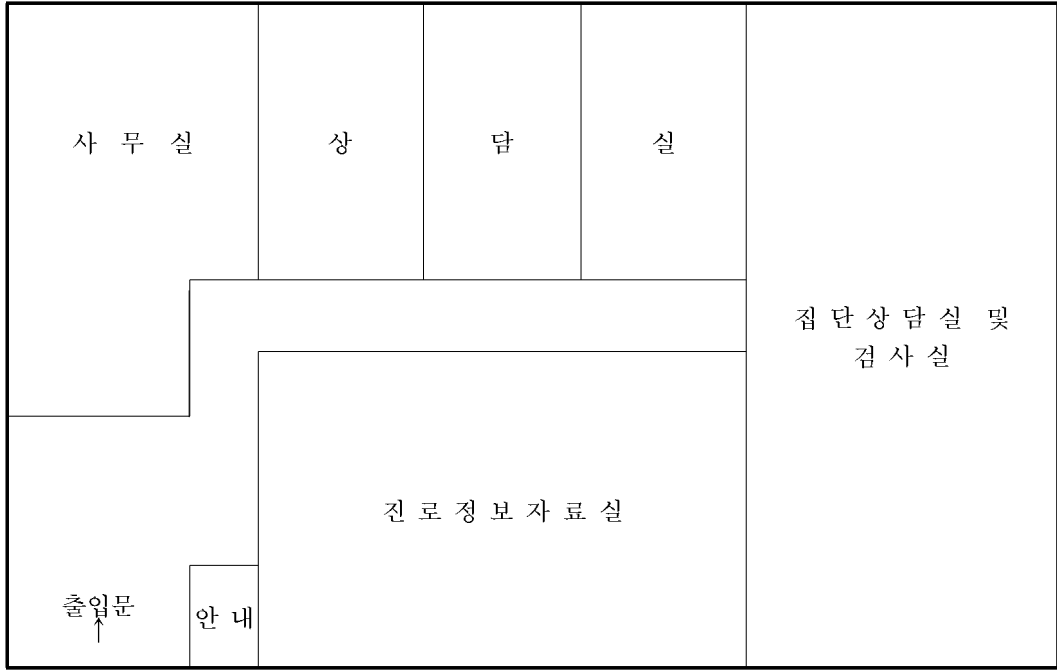 사 무 실
상 담 실
집 단 상 담 실 및
검 사 실
진 로 정 보 자 료 실
출입문
안 내